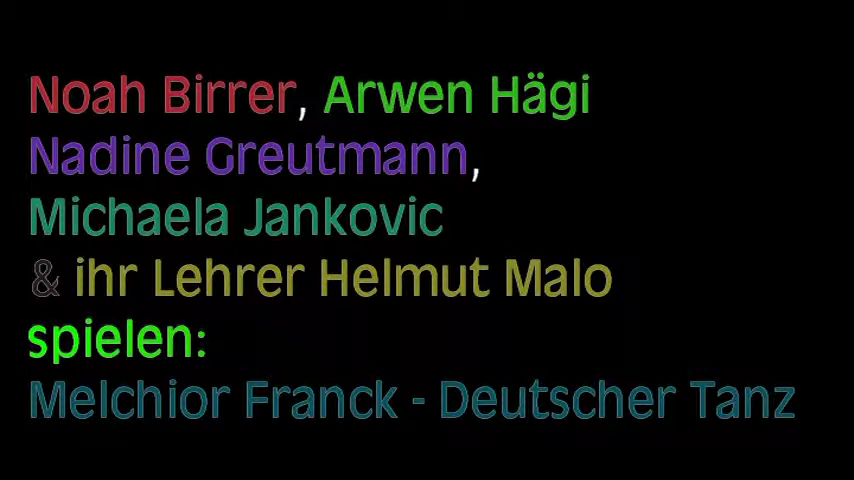 Noah Birrer, Arwen Hägi
Nadine Greutmann,
Michaela Jankovic
& ihr Lehrer Helmut Malo
spielen:
Melchior Franck - Deutscher Tanz